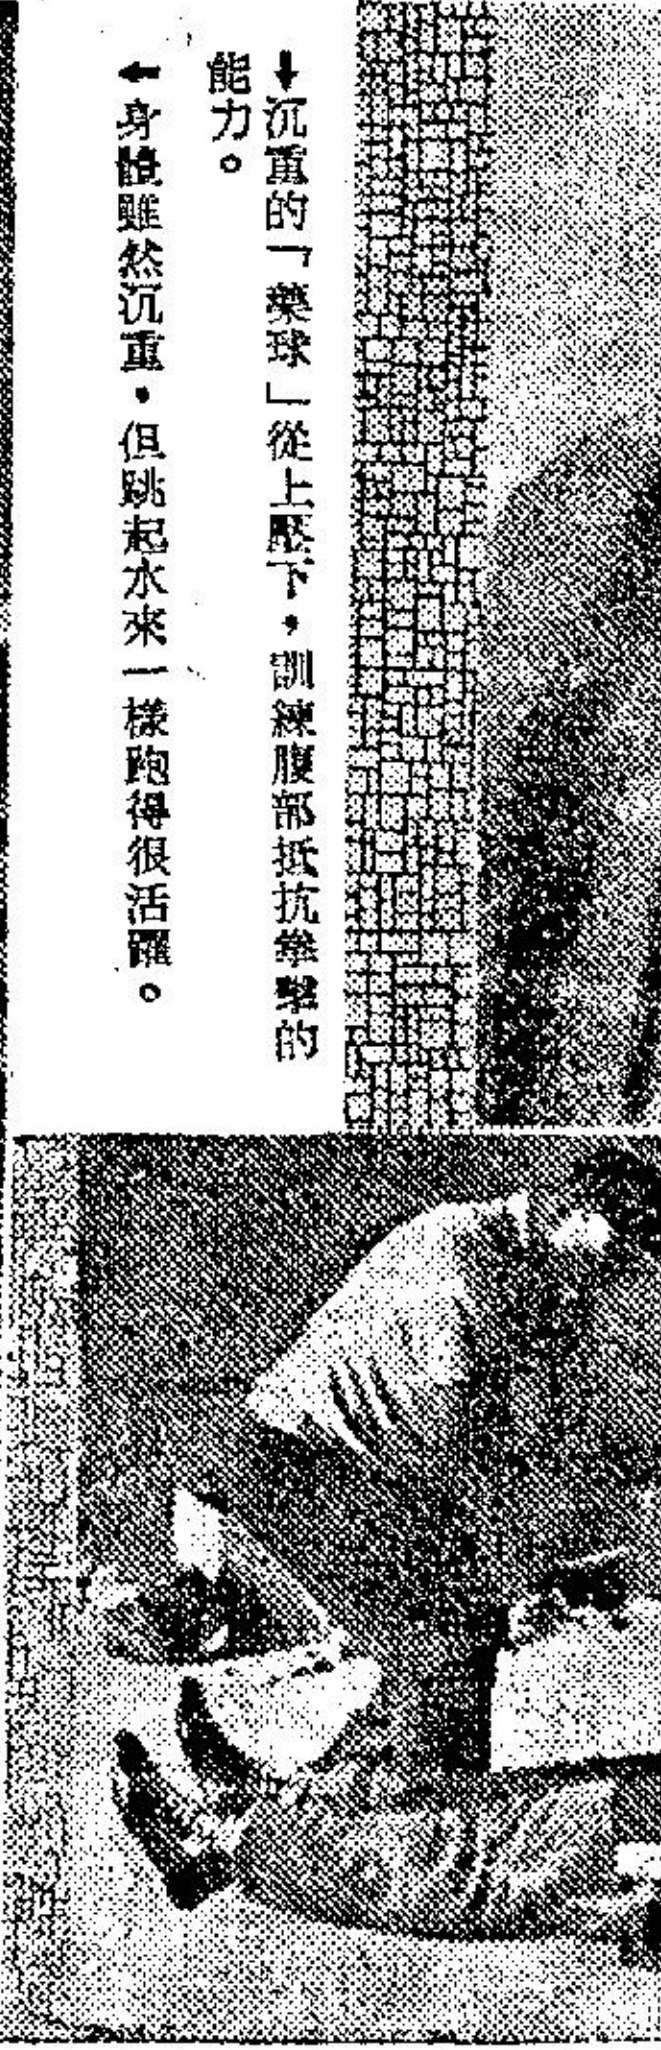 ↓沉重的「藥球」從上壓下，訓練腹部抵抗拳擊的
能力。
←身體雖然沉重，但跳起水來一樣跑得很活躍。